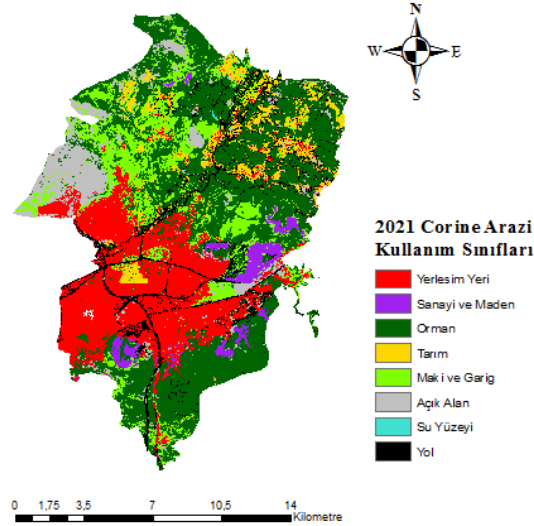 N
W E
S
2021 Corine Arazi
Kullanım Sınıfları
Yerlesim Yeri
Sanayi ve Maden
Orman
Tarım
Maki ve Garig
Açık Alan
Su Yüzeyi
Yol
0 1,75 3,5 7 10,5 14
Kilometre